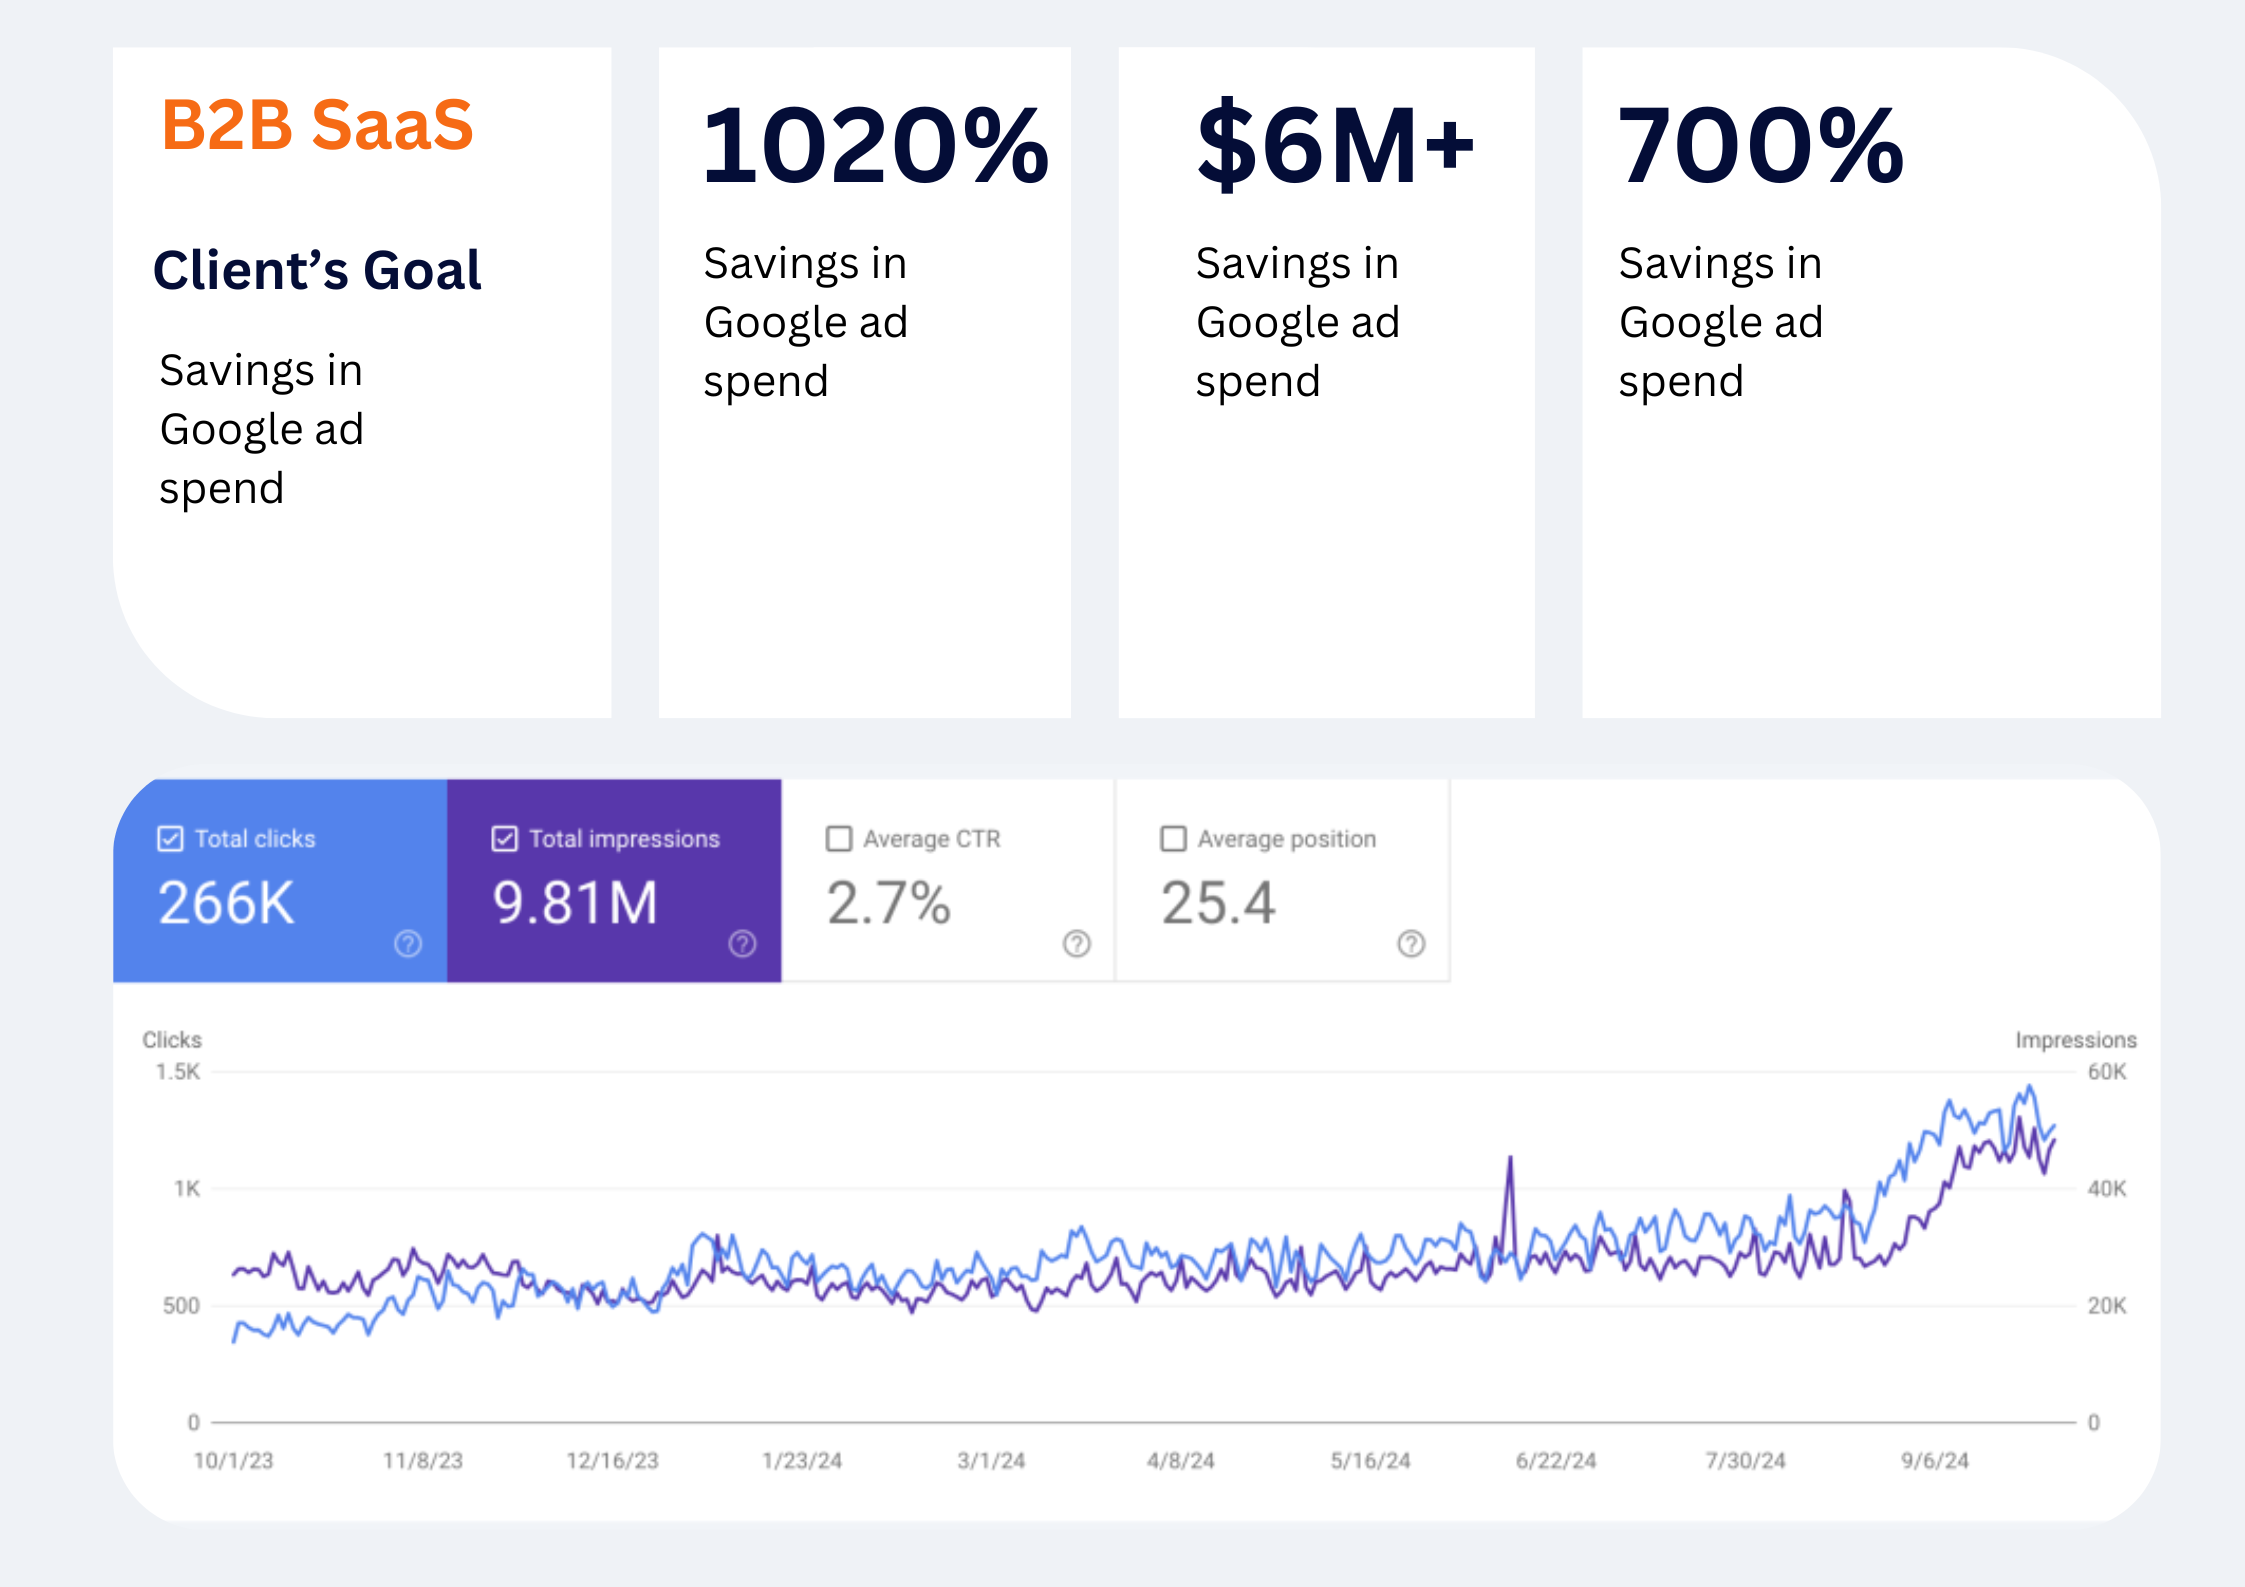 B2B SaaS
Client’s Goal
Savings in
Google ad
spend
1020%
Savings in
Google ad
spend
$6M+
Savings in
Google ad
spend
700%
Savings in
Google ad
spend
Total clicks
266K
Total impressions
9.81M
Average CTR
2.7%
Average position
25.4
Clicks
Impressions
1.5K
60K
1K
40K
500
20K
0
0
10/1/23
11/8/23
12/16/23
1/23/24
3/1/24
4/8/24
5/16/24
6/22/24
7/30/24
9/6/24